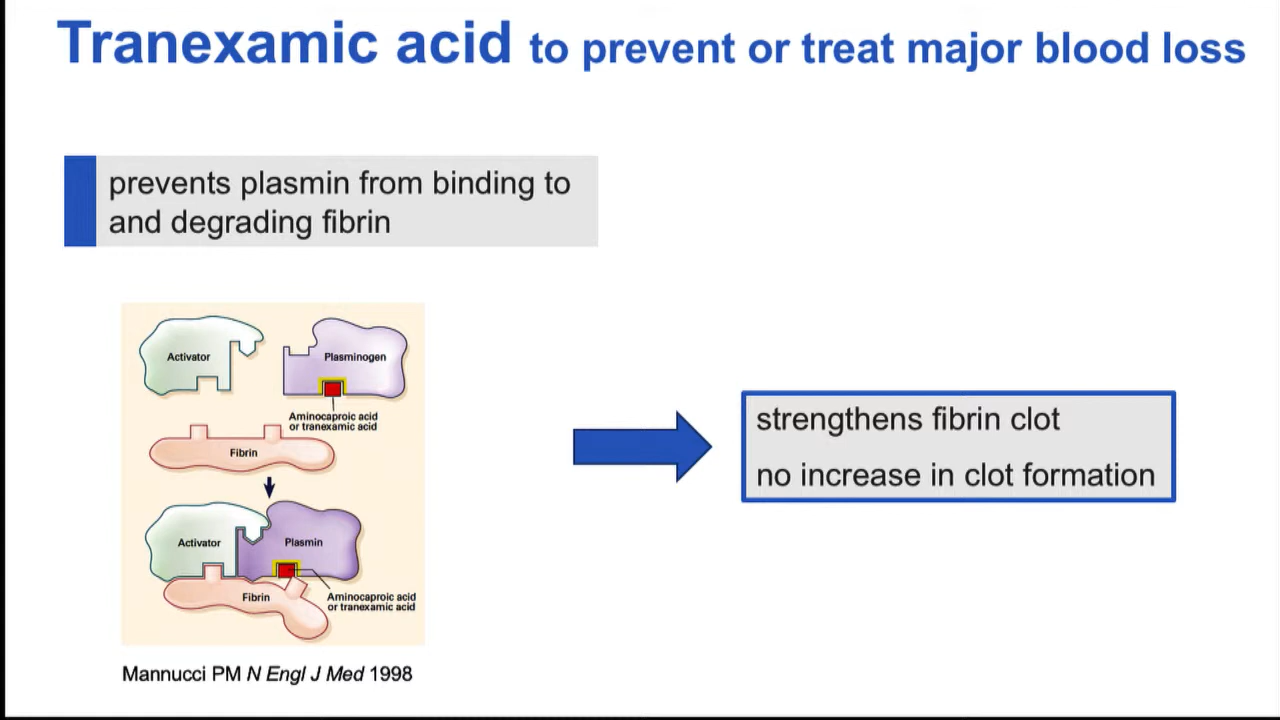 Tranexamic acid to prevent or treat major blood loss
prevents plasmin from binding to
and degrading fibrin
Activator
Plasminogen
Aminocaproic acid
or tranexamic acid
Fibrin
Activator
Plasmin
Fibrin
Aminocaproic acid
or tranexamic acid
Mannucci PM N Engl J Med 1998
strengthens fibrin clot
no increase in clot formation